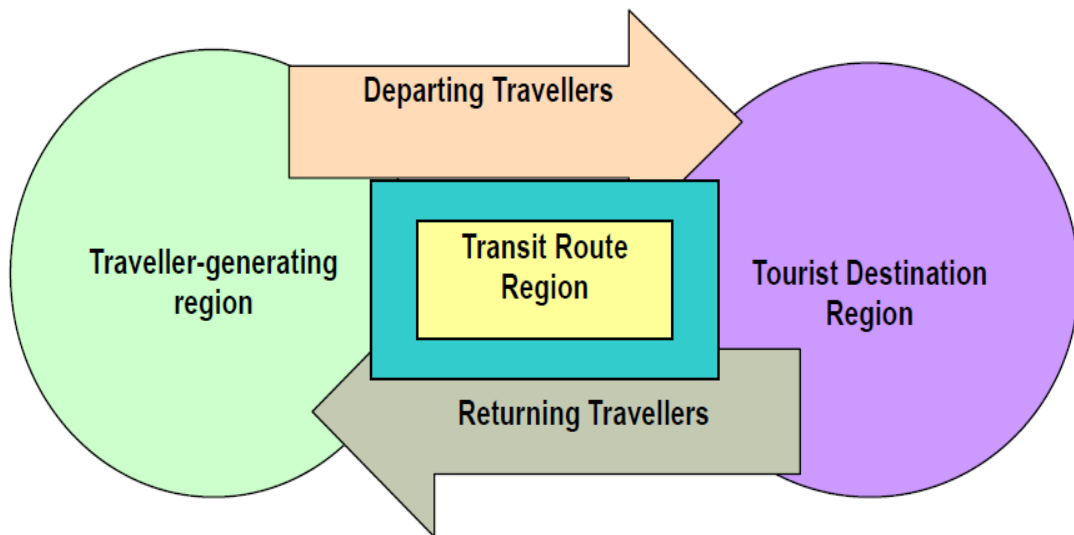 Departing Travellers
Traveller-generating
region
Transit Route
Region
Tourist Destination
Region
Returning Travellers